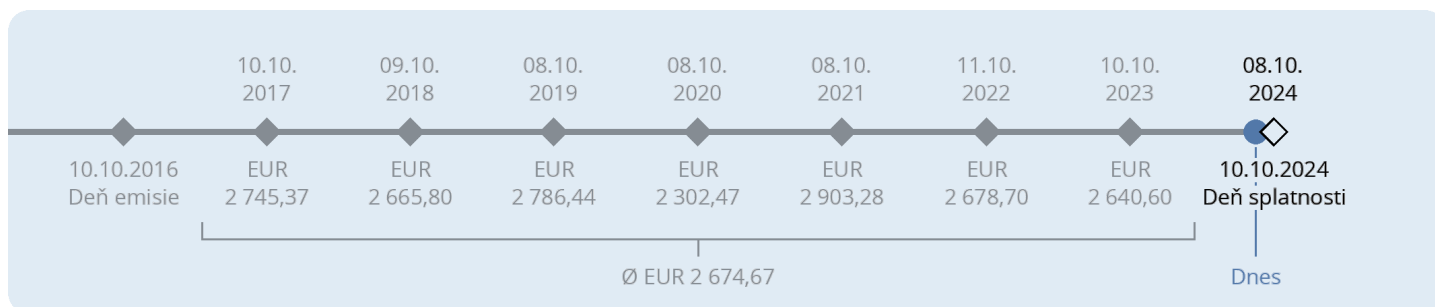 10.10.
2017
09.10.
2018
08.10.
2019
08.10.
2020
08.10.
2021
11.10.
2022
10.10.
2023
08.10.
2024
10.10.2016
Deň emisie
EUR
2 745,37
EUR
2 665,80
EUR
2 786,44
EUR
2 302,47
EUR
2 903,28
EUR
2 678,70
EUR
2 640,60
10.10.2024
Deň splatnosti
Ø EUR 2 674,67
Dnes